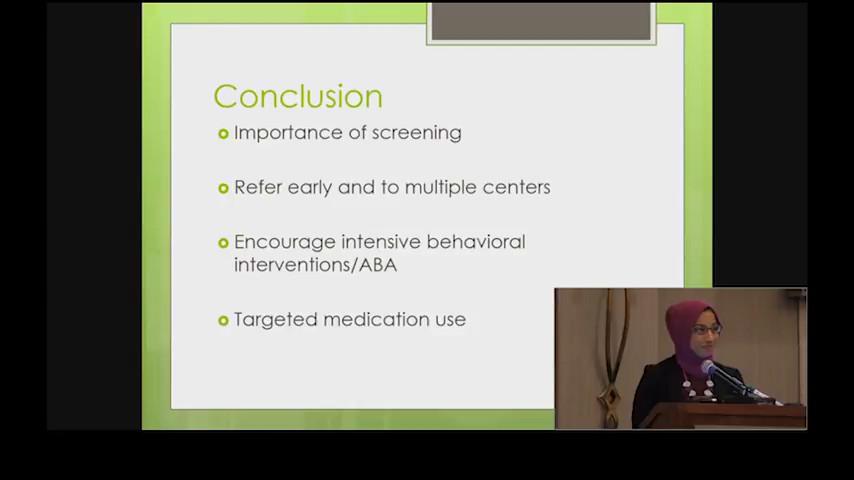 Conclusion
Importance of screening
Refer early and to multiple centers
Encourage intensive behavioral
interventions/ABA
Targeted medication use